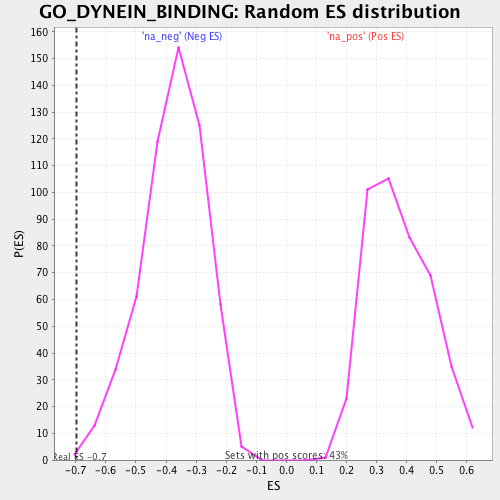 GO_DYNEIN_BINDING: Random ES distribution
'na_neg' (Neg ES)
'na_pos' (Pos ES)
160
150
140
130
120
110
100
90
80
70
60
50
40
30
20
10
0
P(ES)
Real ES -0.7
Sets with pos scores: 43%
-0.7 -0.6 -0.5 -0.4 -0.3 -0.2 -0.1 0.0 0.1 0.2 0.3 0.4 0.5 0.6
ES